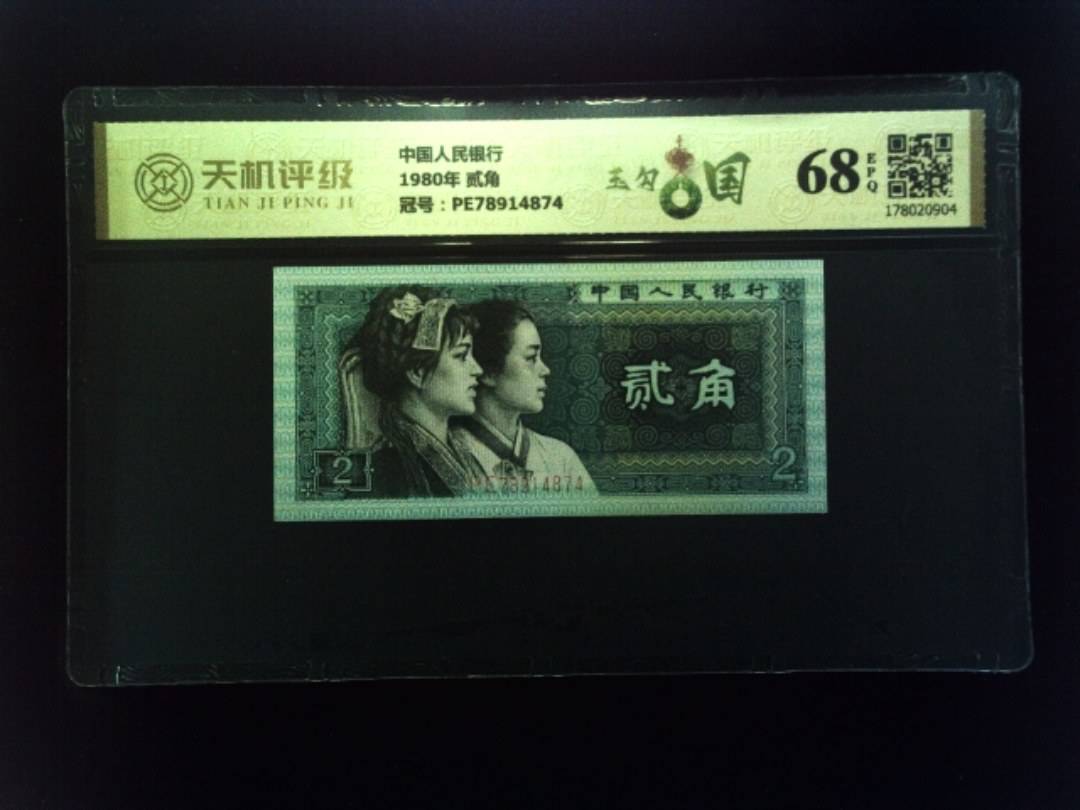 天机评级
TIAN JI PING JI
中国人民银行
1980年 贰角
冠号：PE78914874
玉勾国
68
EPQ
178020904
中国人民银行
贰角
2
2
PE78914874